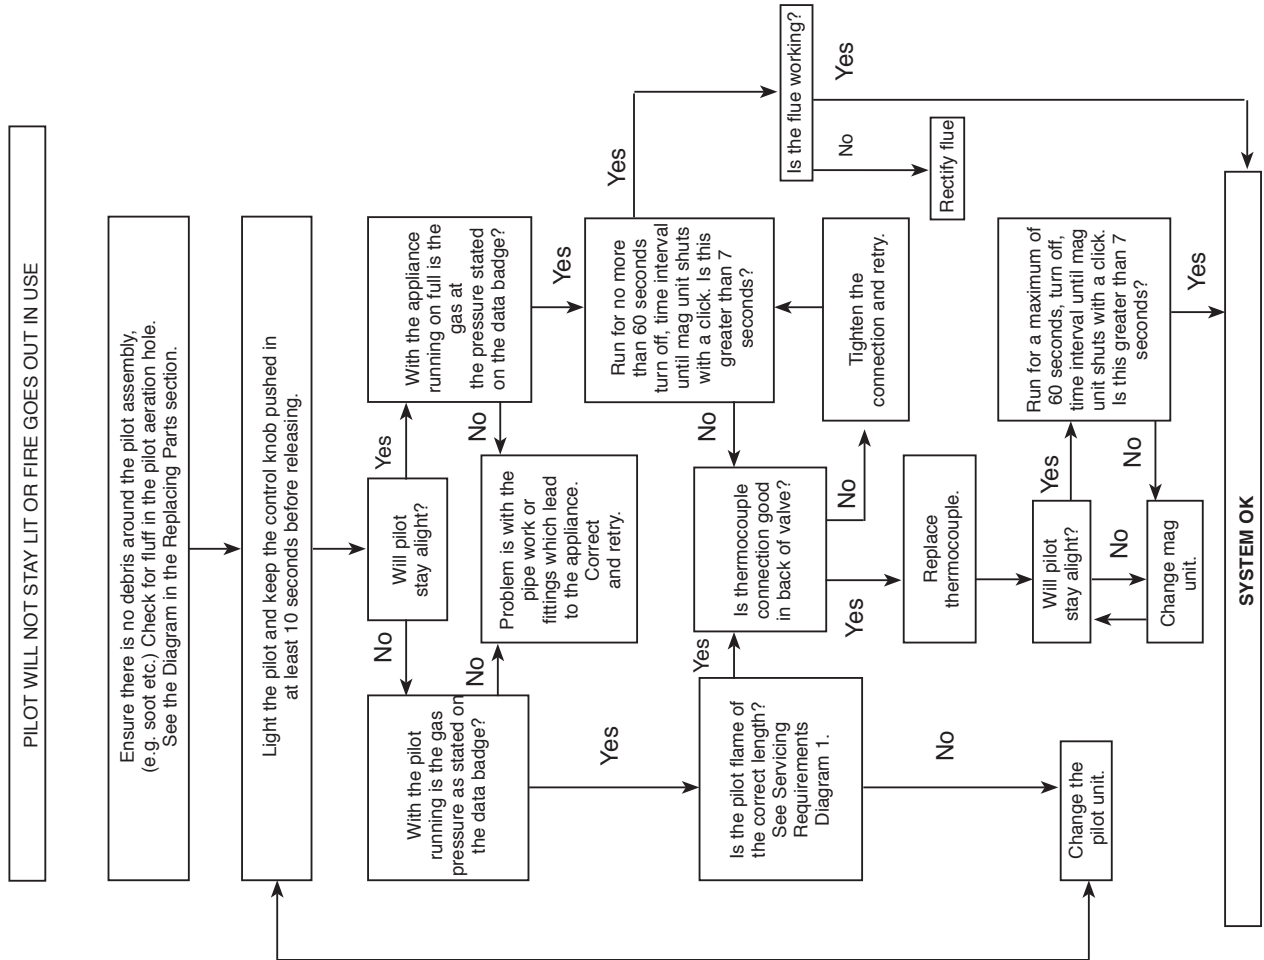 PILOT WILL NOT STAY LIT OR FIRE GOES OUT IN USE
Ensure there is no debris around the pilot assembly,
(e.g. soot etc.) Check for fluff in the pilot aeration hole.
See the Diagram in the Replacing Parts section.
Light the pilot and keep the control knob pushed in
at least 10 seconds before releasing.
Will pilot
stay alight?
No
Yes
With the pilot
running is the gas
pressure as stated on
the data badge?
With the appliance
running on full is the
gas at
the pressure stated
on the data badge?
No
No
Problem is with the
pipe work or
fittings which lead
to the appliance.
Correct
and retry.
Yes
Yes
Is the pilot flame of
the correct length?
See Servicing
Requirements
Diagram 1.
Yes
Is thermocouple
connection good
in back of valve?
No
Run for no more
than 60 seconds
turn off, time interval
until mag unit shuts
with a click. Is this
greater than 7
seconds?
Yes
Is the flue working?
No
Yes
Rectify flue
No
Tighten the
connection and retry.
Yes
Replace
thermocouple.
No
Change the
pilot unit.
Will pilot
stay alight?
Yes
Run for a maximum of
60 seconds, turn off,
time interval until mag
unit shuts with a click.
Is this greater than 7
seconds?
No
No
Change mag
unit.
Yes
SYSTEM OK